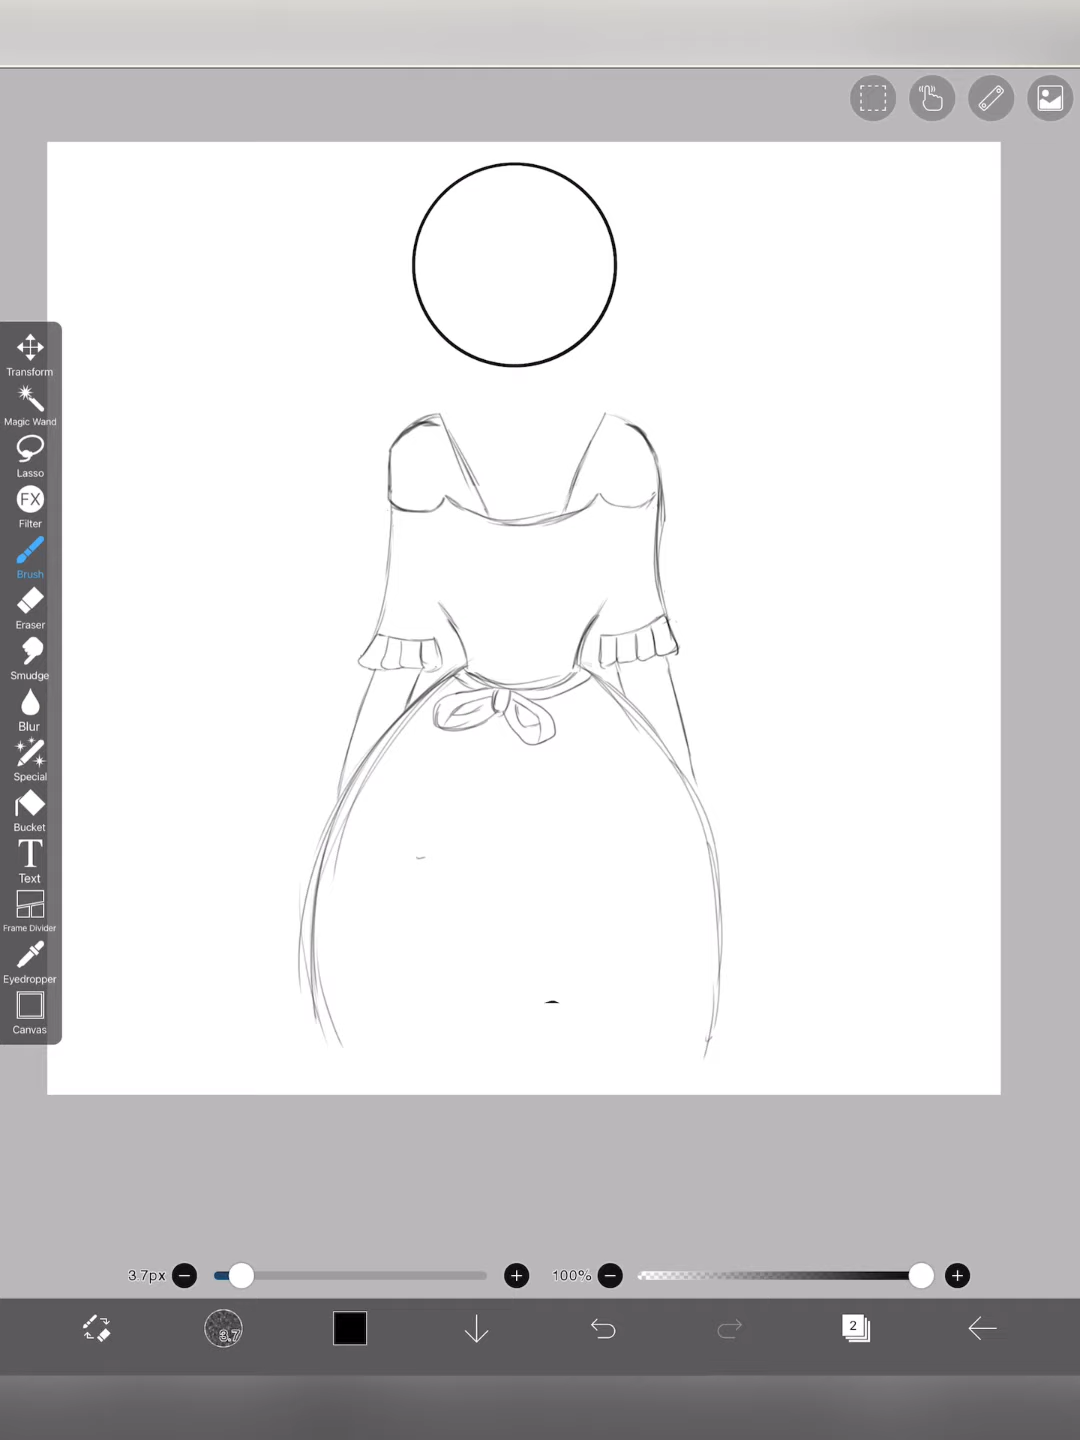 Transform
Magic Wand
Lasso
FX
Filter
Brush
Eraser
Smudge
Blur
Special
Bucket
T
Text
Frame Divider
Eyedropper
Canvas
3.7px
100%
3.7
2